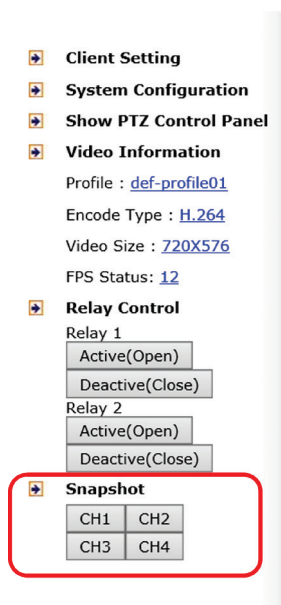 Client Setting
System Configuration
Show PTZ Control Panel
Video Information
Profile : def-profile01
Encode Type : H.264
Video Size : 720X576
FPS Status: 12
Relay Control
Relay 1
Active(Open)
Deactive(Close)
Relay 2
Active(Open)
Deactive(Close)
Snapshot
CH1 CH2
CH3 CH4